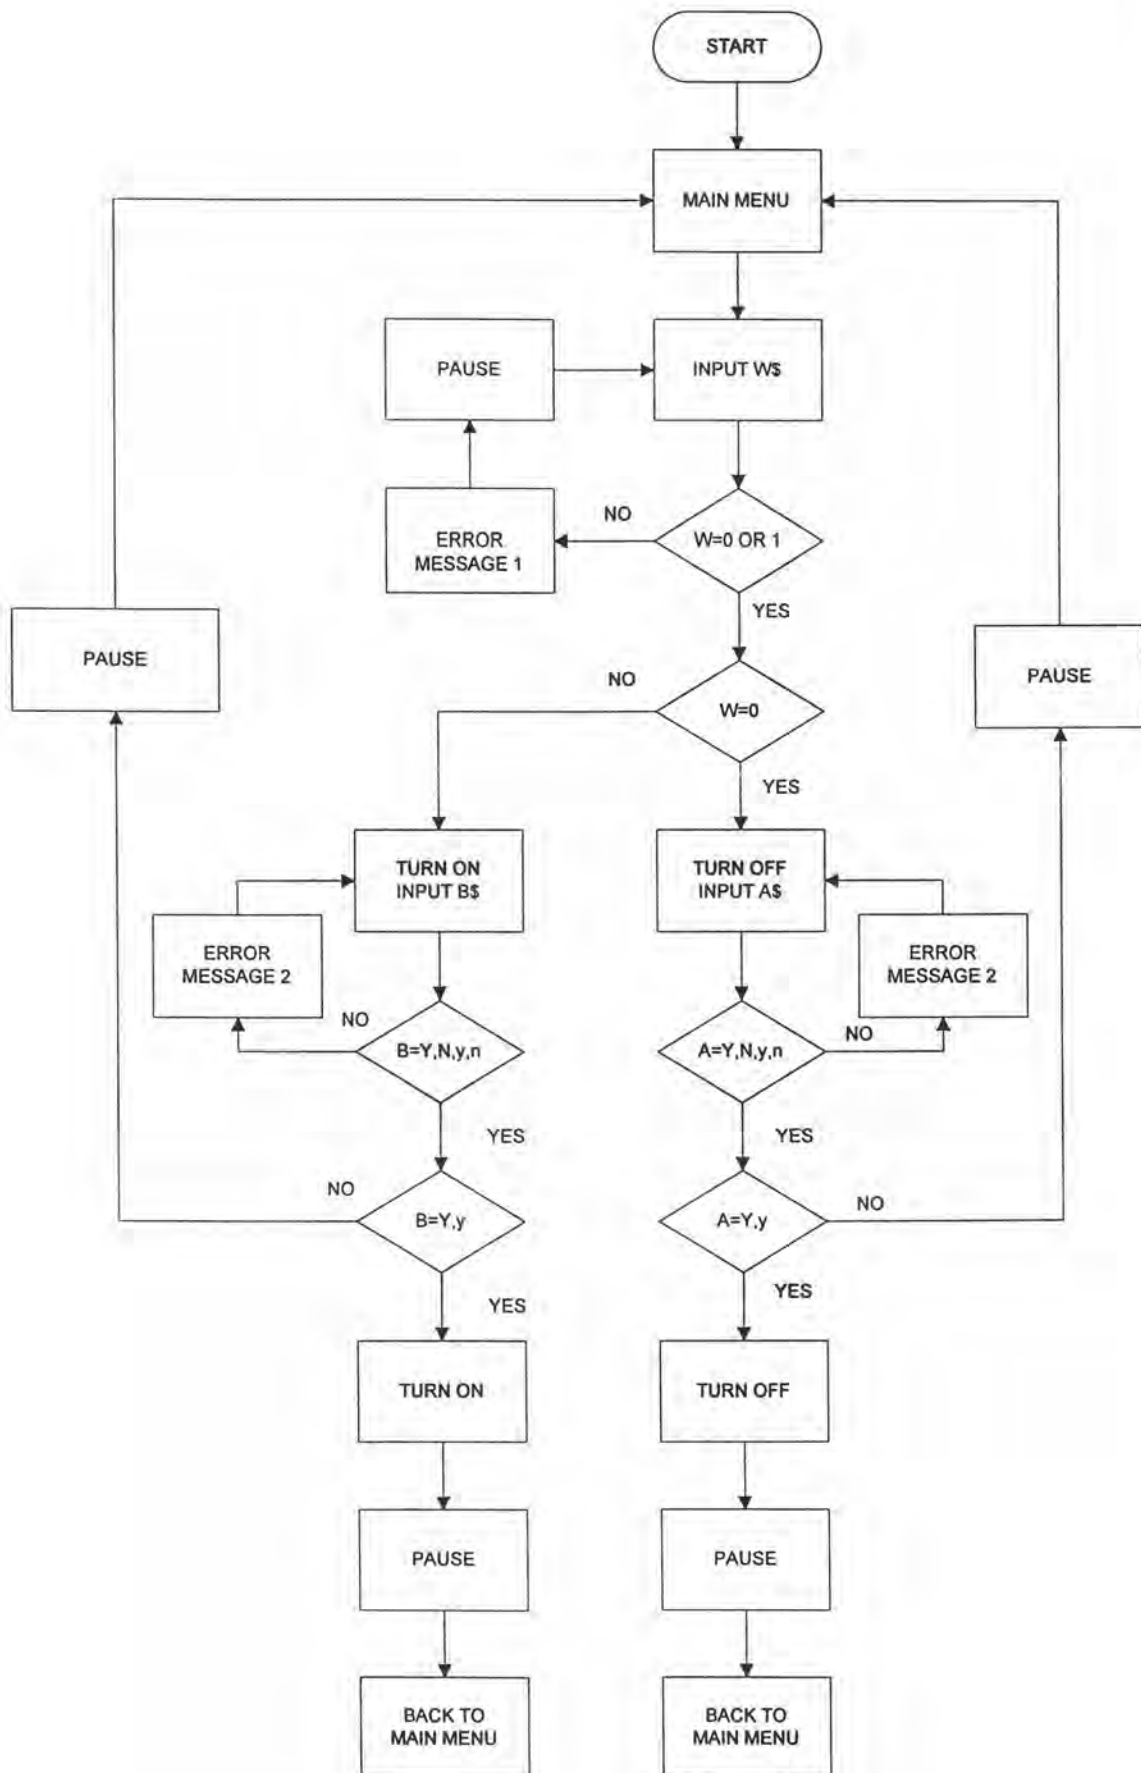 START
MAIN MENU
PAUSE
INPUT W$
NO
ERROR
MESSAGE 1
W=0 OR 1
YES
PAUSE
NO
W=0
PAUSE
YES
TURN ON
INPUT B$
TURN OFF
INPUT A$
ERROR
MESSAGE 2
ERROR
MESSAGE 2
NO
B=Y,N,y,n
A=Y,N,y,n
NO
YES
YES
NO
B=Y,y
A=Y,y
NO
YES
YES
TURN ON
TURN OFF
PAUSE
PAUSE
BACK TO
MAIN MENU
BACK TO
MAIN MENU